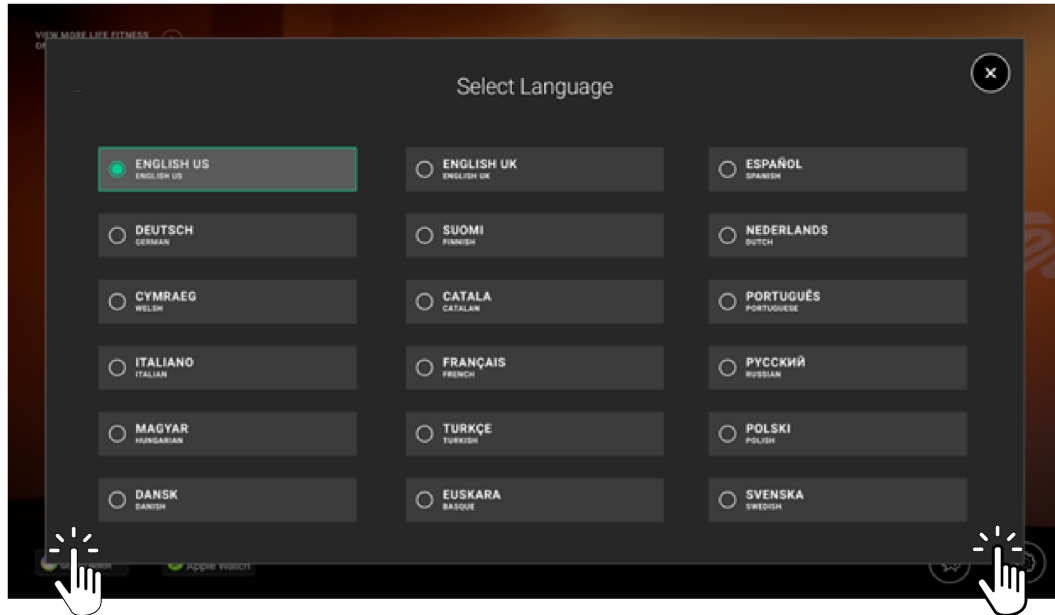 VIEW MORE LIFE FITNESS
Select Language
ENGLISH US
ENGLISH US
ENGLISH UK
ENGLISH UK
ESPAÑOL
SPANISH
DEUTSCH
GERMAN
SUOMI
FINNISH
NEDERLANDS
DUTCH
CYMRAEG
WELSH
CATALA
CATALAN
PORTUGUÊS
PORTUGUESE
ITALIANO
ITALIAN
FRANÇAIS
FRENCH
РУССКИЙ
RUSSIAN
MAGYAR
HUNGARIAN
TURKÇE
TURKISH
POLSKI
POLISH
DANSK
DANISH
EUSKARA
BASQUE
SVENSKA
SWEDISH
Apple Watch